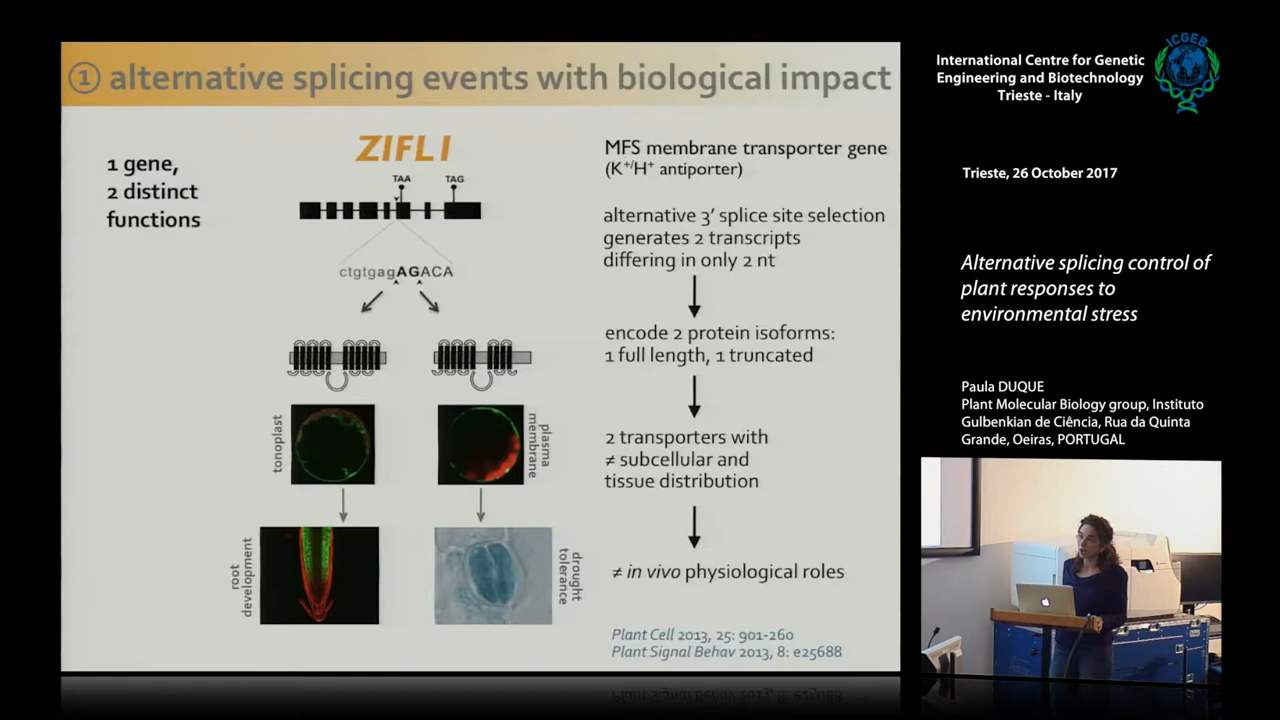 ① alternative splicing events with biological impact
1 gene,
2 distinct
functions
ZIFL1
TAA
TAG
ctgtgagAGACA
tonoplast
plasma
membrane
root
development
drought
tolerance
MFS membrane transporter gene
(K+/H+ antiporter)
alternative 3′ splice site selection
generates 2 transcripts
differing in only 2 nt
encode 2 protein isoforms:
1 full length, 1 truncated
2 transporters with
≠ subcellular and
tissue distribution
≠ in vivo physiological roles
Plant Cell 2013, 25: 901-260
Plant Signal Behav 2013, 8: e25688
International Centre for Genetic
Engineering and Biotechnology
Trieste - Italy
ICGEB
Trieste, 26 October 2017
Alternative splicing control of
plant responses to
environmental stress
Paula DUQUE
Plant Molecular Biology group, Instituto
Gulbenkian de Ciência, Rua da Quinta
Grande, Oeiras, PORTUGAL